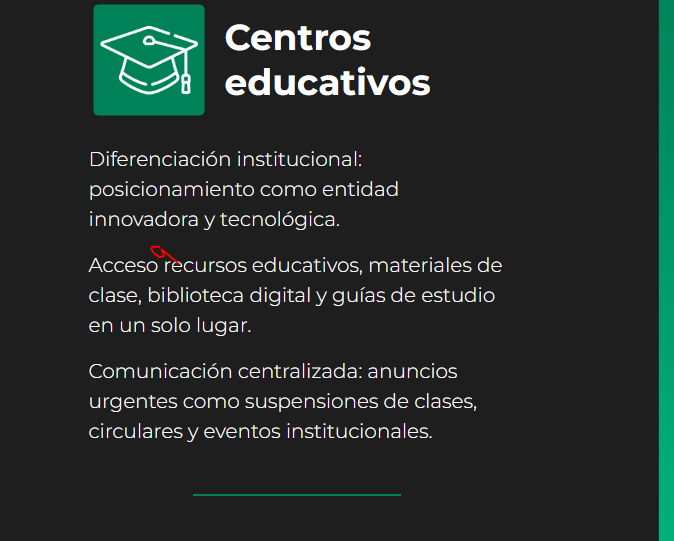 Centros
educativos
Diferenciación institucional:
posicionamiento como entidad
innovadora y tecnológica.
Acceso recursos educativos, materiales de
clase, biblioteca digital y guías de estudio
en un solo lugar.
Comunicación centralizada: anuncios
urgentes como suspensiones de clases,
circulares y eventos institucionales.